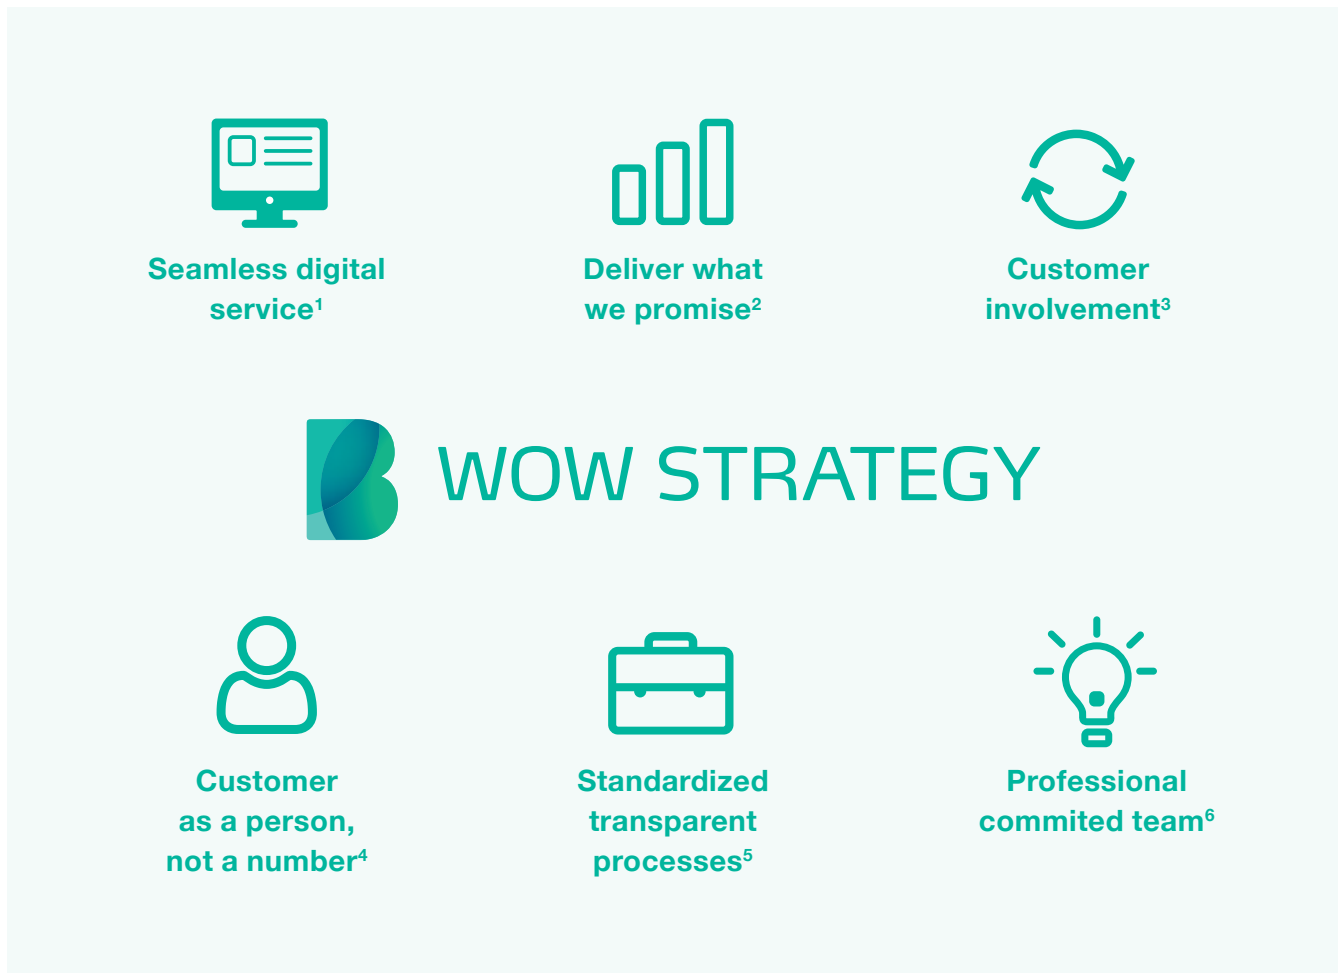 Seamless digital
service¹
Deliver what
we promise²
Customer
involvement³
WOW STRATEGY
Customer
as a person,
not a number⁴
Standardized
transparent
processes⁵
Professional
commited team⁶